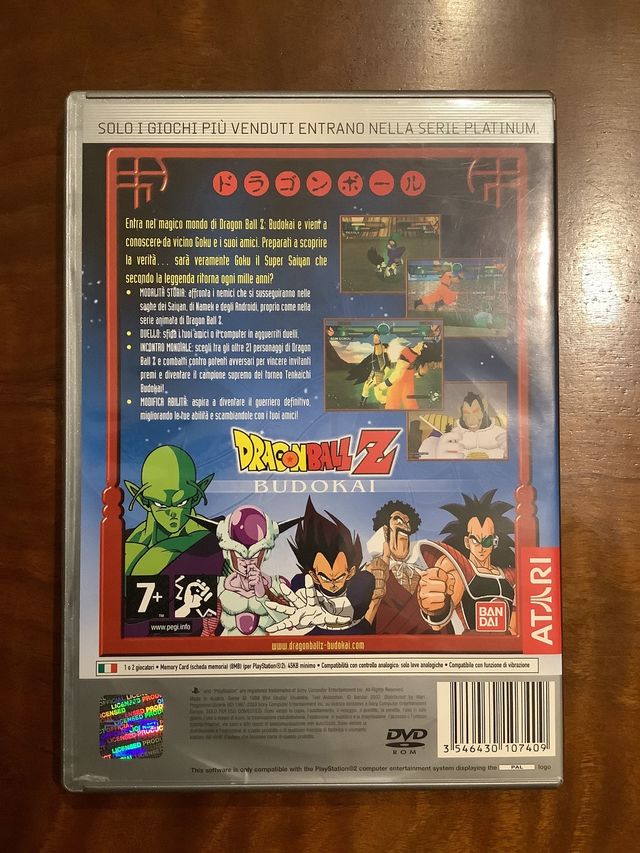 SOLO I GIOCHI PIÙ VENDUTI ENTRANO NELLA SERIE PLATINUM.
ドラゴンボール
Entra nel magico mondo di Dragon Ball Z: Budokai e vieni a
conoscere da vicino Goku e i suoi amici. Preparati a scoprire
la verità... sarà veramente Goku il Super Saiyan che
secondo la leggenda ritorna ogni mille anni?
• MODALITÀ STORIA: affronta i nemici che si susseguiranno nelle
saghe dei Saiyan, di Namek e degli Androidi, proprio come nella
serie animata di Dragon Ball Z.
• DUELLO: sfida i tuoi amici o il computer in agguerriti duelli.
• INCONTRO MONDIALE: scegli tra gli oltre 21 personaggi di Dragon
Ball Z e combatti contro potenti avversari per vincere invitanti
premi e diventare il campione supremo del torneo Tenkaichi
Budokai!
• MODIFICA ABILITÀ: aspira a diventare il guerriero definitivo,
migliorando le tue abilità e scambiandole con i tuoi amici!
DRAGONBALL Z
BUDOKAI
7+
www.pegi.info
BAN
DAI
ATARI
www.dragonballz-budokai.com
1 o 2 giocatori • Memory Card (scheda memoria) (8MB) (per PlayStation®2): 45KB minimo • Compatibilità con controllo analogico: solo leve analogiche • Compatibile con funzione di vibrazione
LICENSED PRODUCT
DVD
ROM
3 546430 107409
This software is only compatible with the PlayStation®2 computer entertainment system displaying the PAL logo